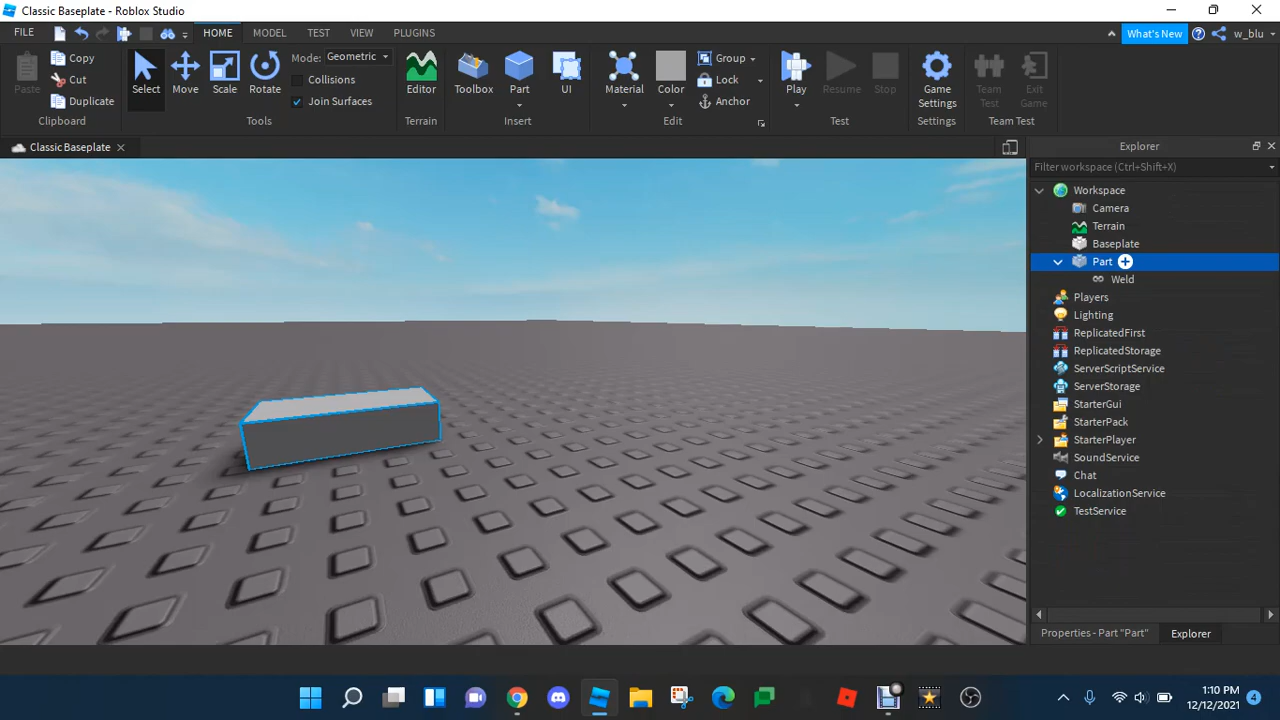 Classic Baseplate - Roblox Studio
FILE HOME MODEL TEST VIEW PLUGINS What's New w_blu
Paste Copy Cut Duplicate
Clipboard
Select Move Scale Rotate
Mode: Geometric
Collisions
Join Surfaces
Tools
Editor
Terrain
Toolbox Part UI
Insert
Material Color Group Lock Anchor
Edit
Play Resume Stop
Test
Game Settings
Settings
Team Test Exit Game
Team Test
Classic Baseplate
Explorer
Filter workspace (Ctrl+Shift+X)
Workspace
Camera
Terrain
Baseplate
Part
Weld
Players
Lighting
ReplicatedFirst
ReplicatedStorage
ServerScriptService
ServerStorage
StarterGui
StarterPack
StarterPlayer
SoundService
Chat
LocalizationService
TestService
Properties - Part "Part" Explorer
1:10 PM
12/12/2021
4